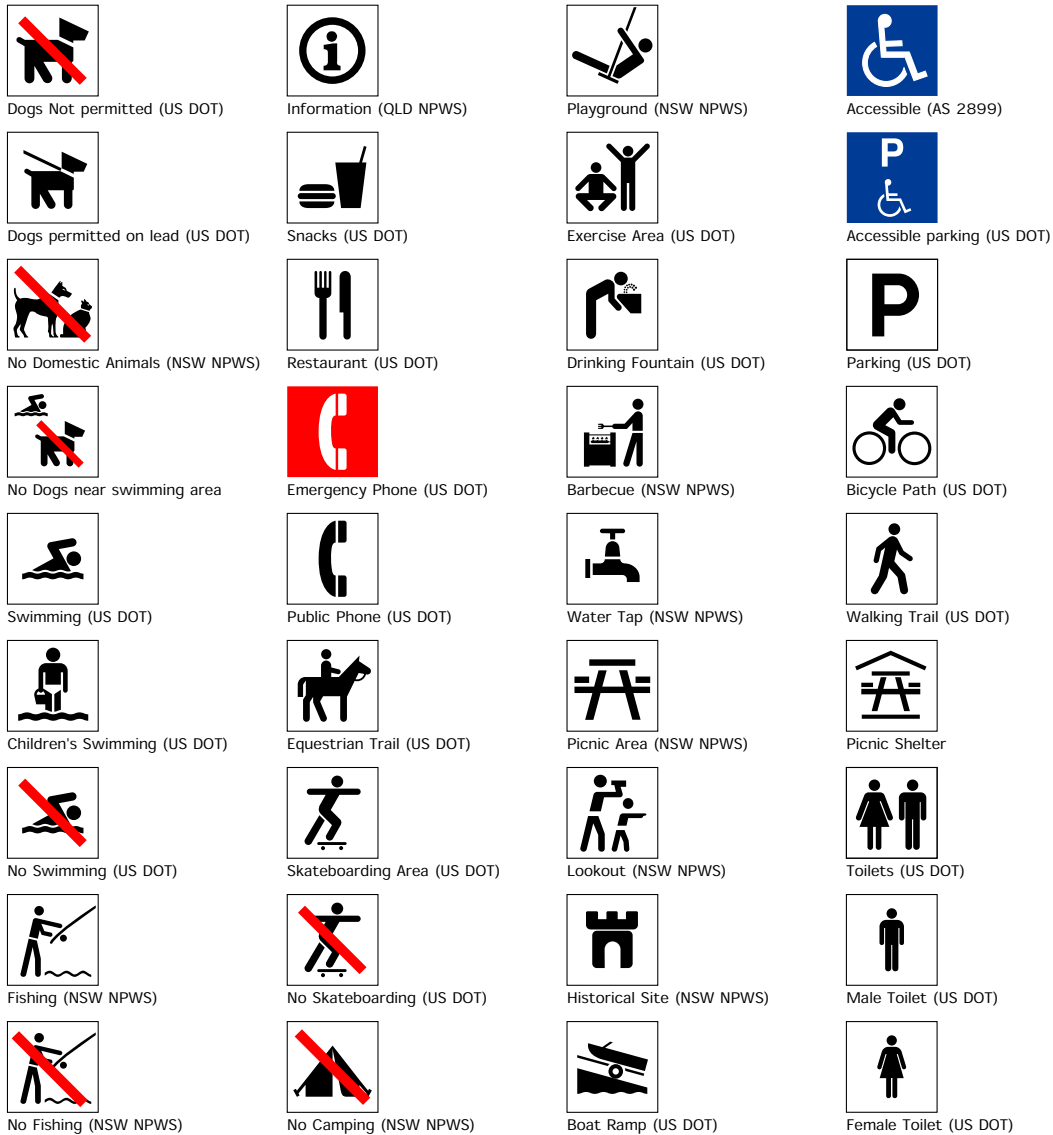 Dogs Not permitted (US DOT)
Information (QLD NPWS)
Playground (NSW NPWS)
Accessible (AS 2899)
P
Dogs permitted on lead (US DOT)
Snacks (US DOT)
Exercise Area (US DOT)
Accessible parking (US DOT)
P
No Domestic Animals (NSW NPWS)
Restaurant (US DOT)
Drinking Fountain (US DOT)
Parking (US DOT)
No Dogs near swimming area
Emergency Phone (US DOT)
Barbecue (NSW NPWS)
Bicycle Path (US DOT)
Swimming (US DOT)
Public Phone (US DOT)
Water Tap (NSW NPWS)
Walking Trail (US DOT)
Children's Swimming (US DOT)
Equestrian Trail (US DOT)
Picnic Area (NSW NPWS)
Picnic Shelter
No Swimming (US DOT)
Skateboarding Area (US DOT)
Lookout (NSW NPWS)
Toilets (US DOT)
Fishing (NSW NPWS)
No Skateboarding (US DOT)
Historical Site (NSW NPWS)
Male Toilet (US DOT)
No Fishing (NSW NPWS)
No Camping (NSW NPWS)
Boat Ramp (US DOT)
Female Toilet (US DOT)